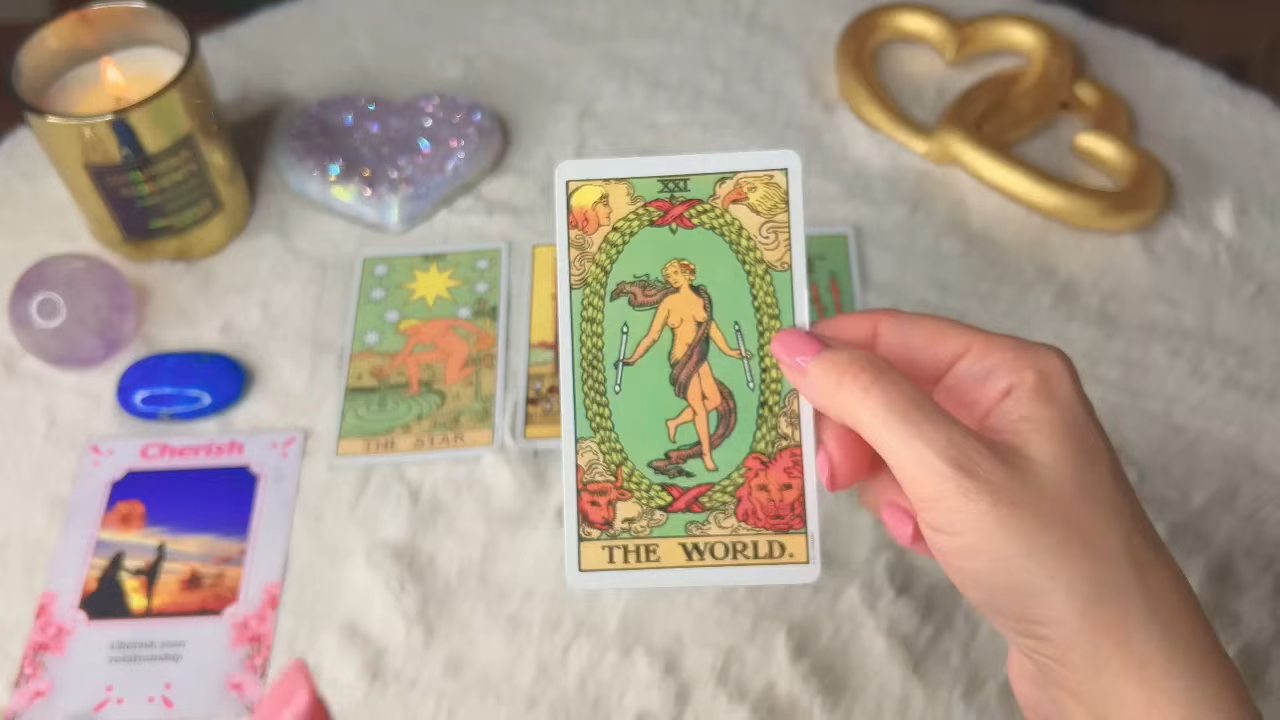 XXI
THE WORLD.
THE STAR
Cherish
Cherish your
relationship